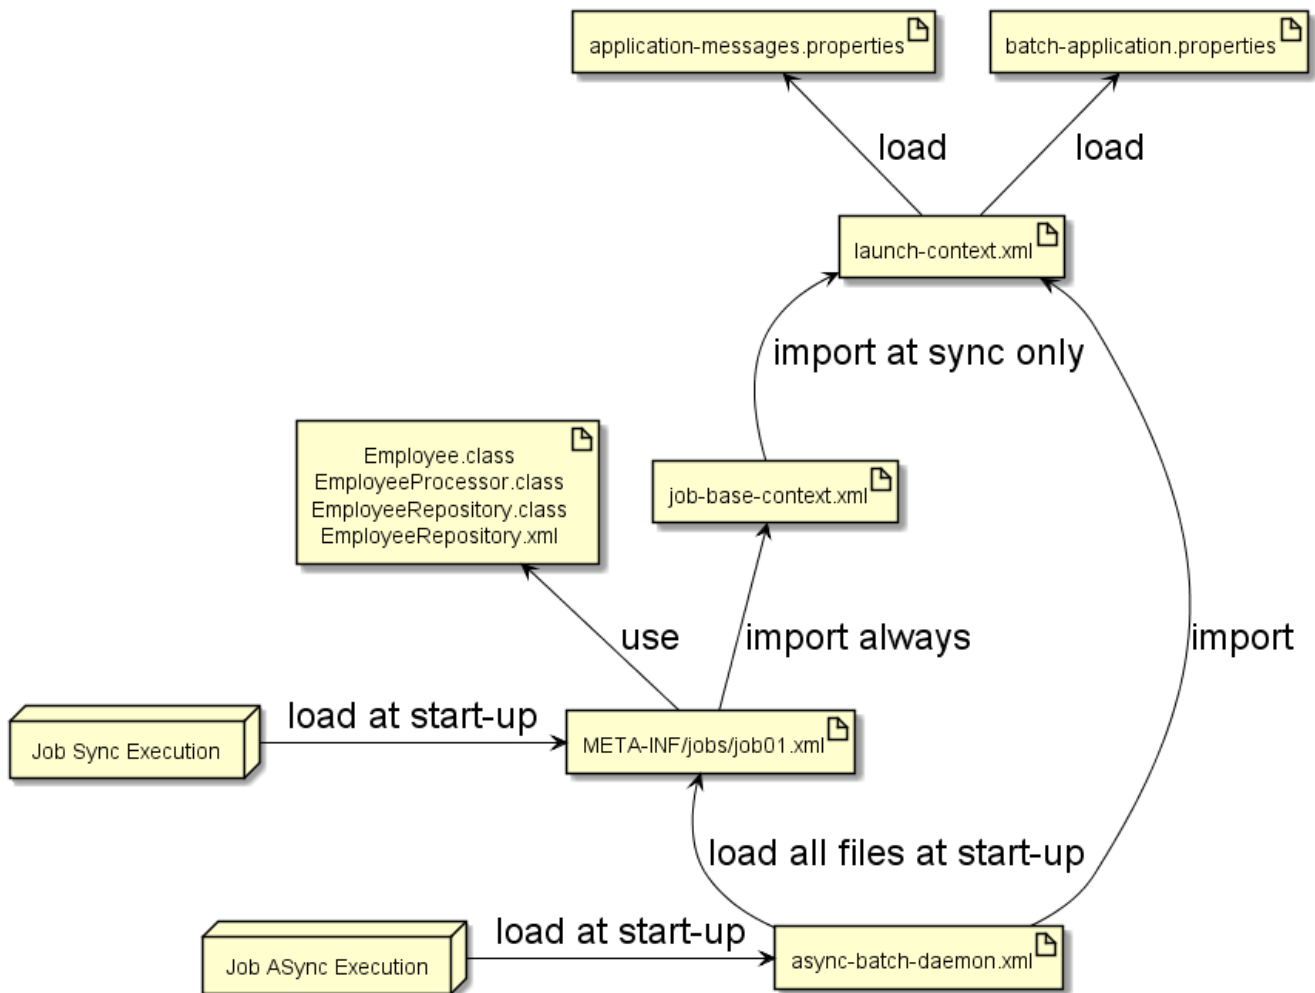 application-messages.properties
batch-application.properties
load
load
launch-context.xml
import at sync only
Employee.class
EmployeeProcessor.class
EmployeeRepository.class
EmployeeRepository.xml
job-base-context.xml
use
import always
import
load at start-up
Job Sync Execution
META-INF/jobs/job01.xml
load all files at start-up
load at start-up
Job ASync Execution
async-batch-daemon.xml